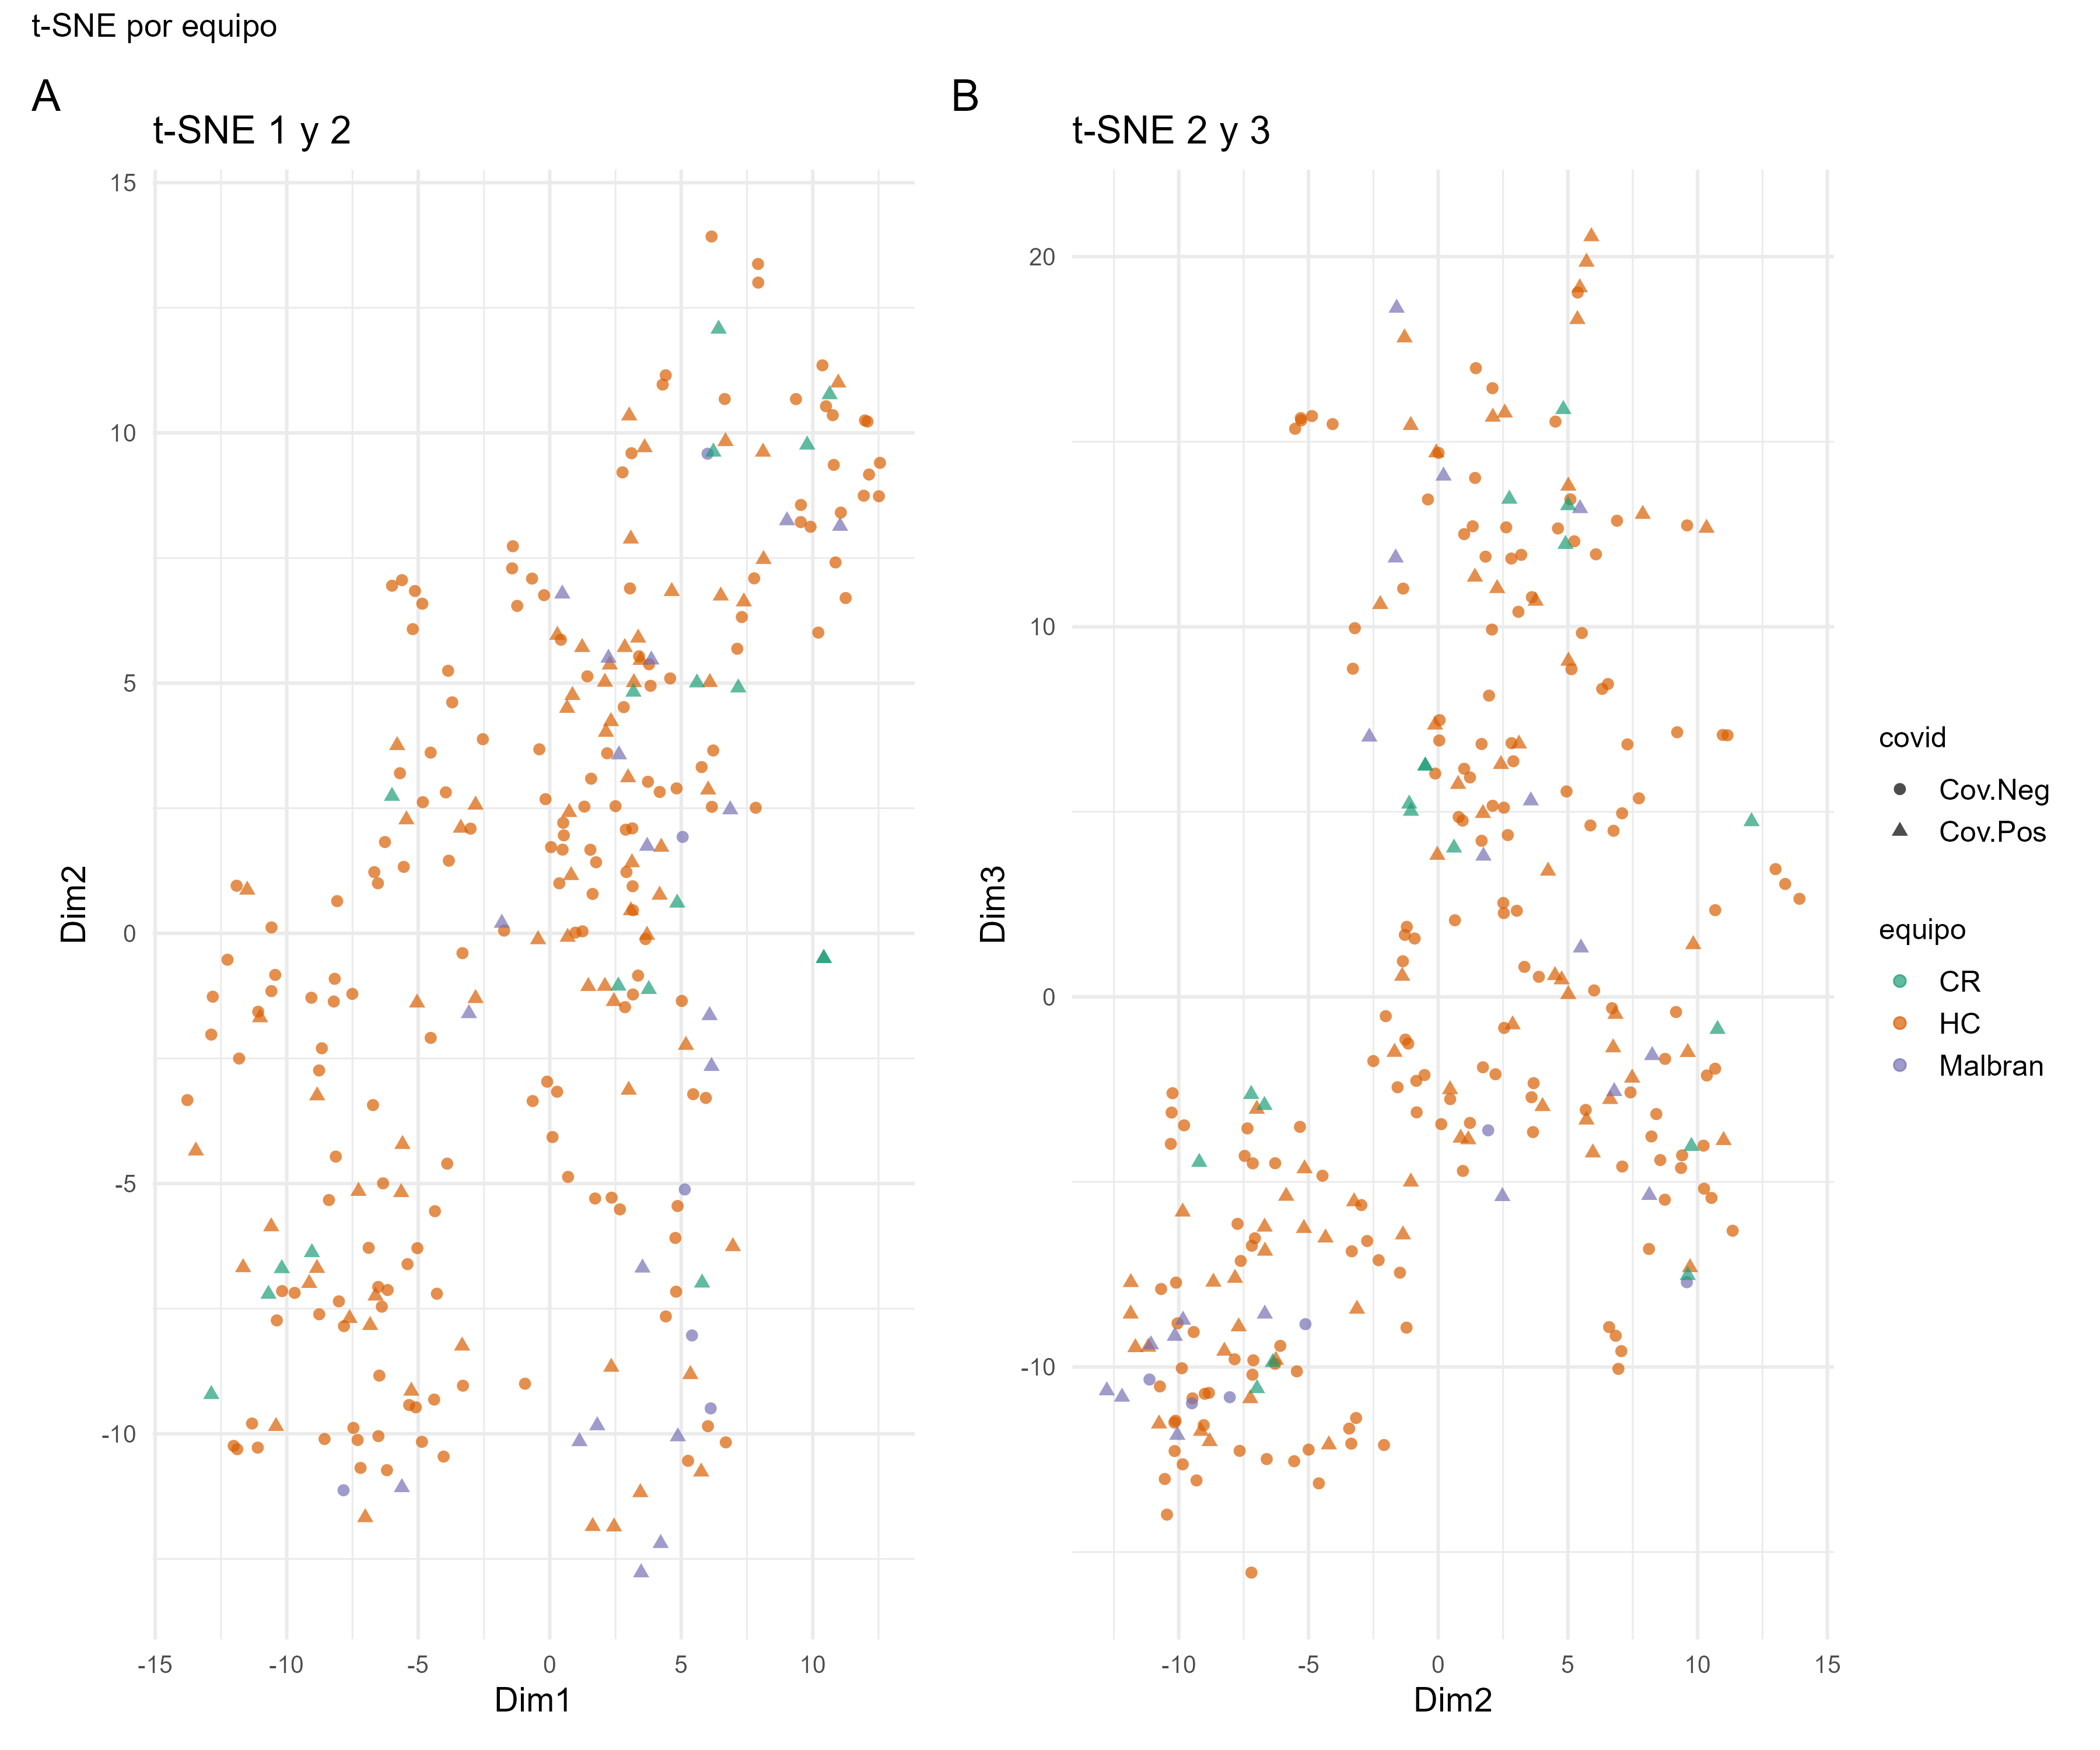 t-SNE por equipo
A
t-SNE 1 y 2
15
10
5
0
-5
-10
Dim2
-15
-10
-5
0
5
10
Dim1
B
t-SNE 2 y 3
20
10
0
-10
Dim3
-10
-5
0
5
10
15
Dim2
covid
Cov.Neg
Cov.Pos
equipo
CR
HC
Malbran